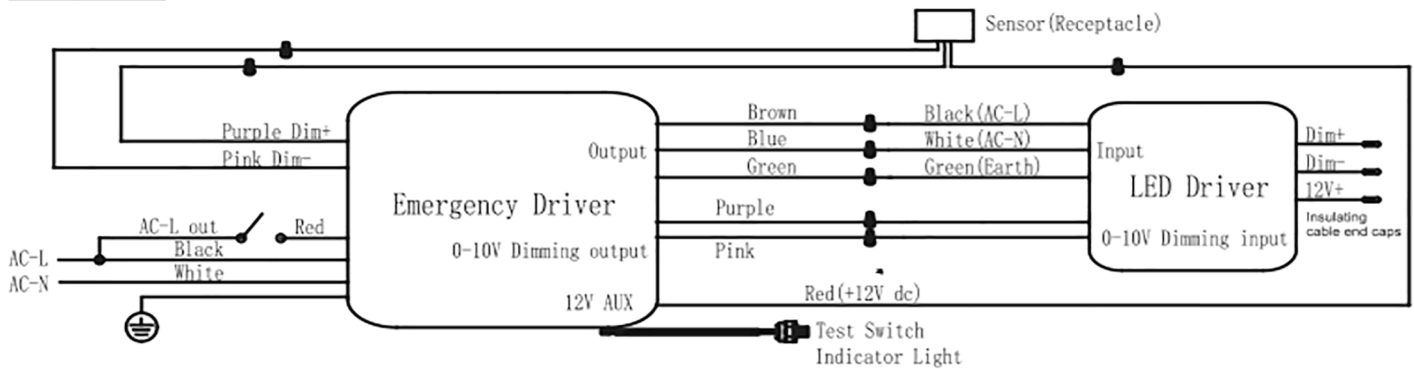 Sensor(Receptacle)
Purple Dim+
Pink Dim-
AC-L out
Red
AC-L
Black
AC-N
White
Emergency Driver
Output
0-10V Dimming output
12V AUX
Brown
Black(AC-L)
Blue
White(AC-N)
Green
Green(Earth)
Purple
Pink
Red(+12V dc)
Test Switch
Indicator Light
Input
LED Driver
0-10V Dimming input
Dim+
Dim-
12V+
Insulating
cable end caps